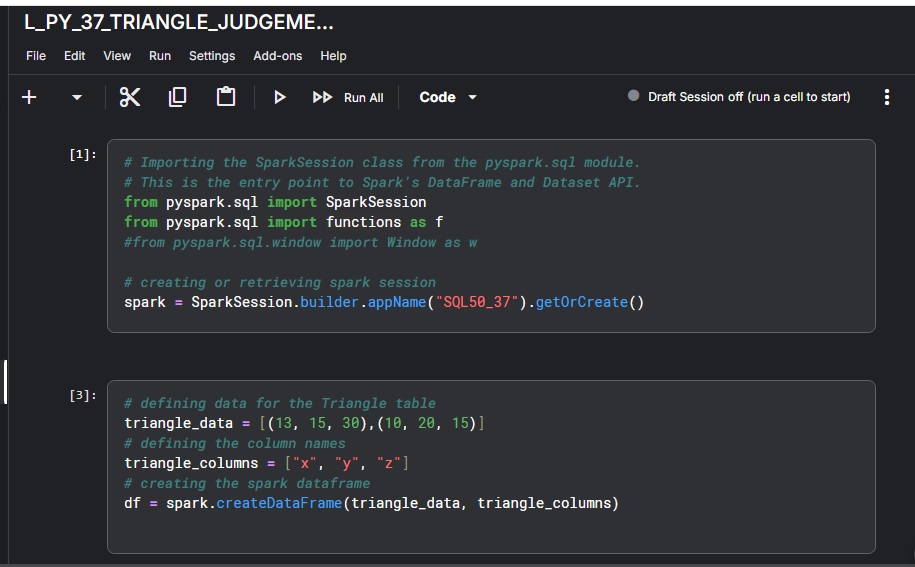 L_PY_37_TRIANGLE_JUDGEME...
File Edit View Run Settings Add-ons Help
Run All Code Draft Session off (run a cell to start)
[1]:
# Importing the SparkSession class from the pyspark.sql module.
# This is the entry point to Spark's DataFrame and Dataset API.
from pyspark.sql import SparkSession
from pyspark.sql import functions as f
#from pyspark.sql.window import Window as w
# creating or retrieving spark session
spark = SparkSession.builder.appName("SQL50_37").getOrCreate()
[3]:
# defining data for the Triangle table
triangle_data = [(13, 15, 30),(10, 20, 15)]
# defining the column names
triangle_columns = ["x", "y", "z"]
# creating the spark dataframe
df = spark.createDataFrame(triangle_data, triangle_columns)